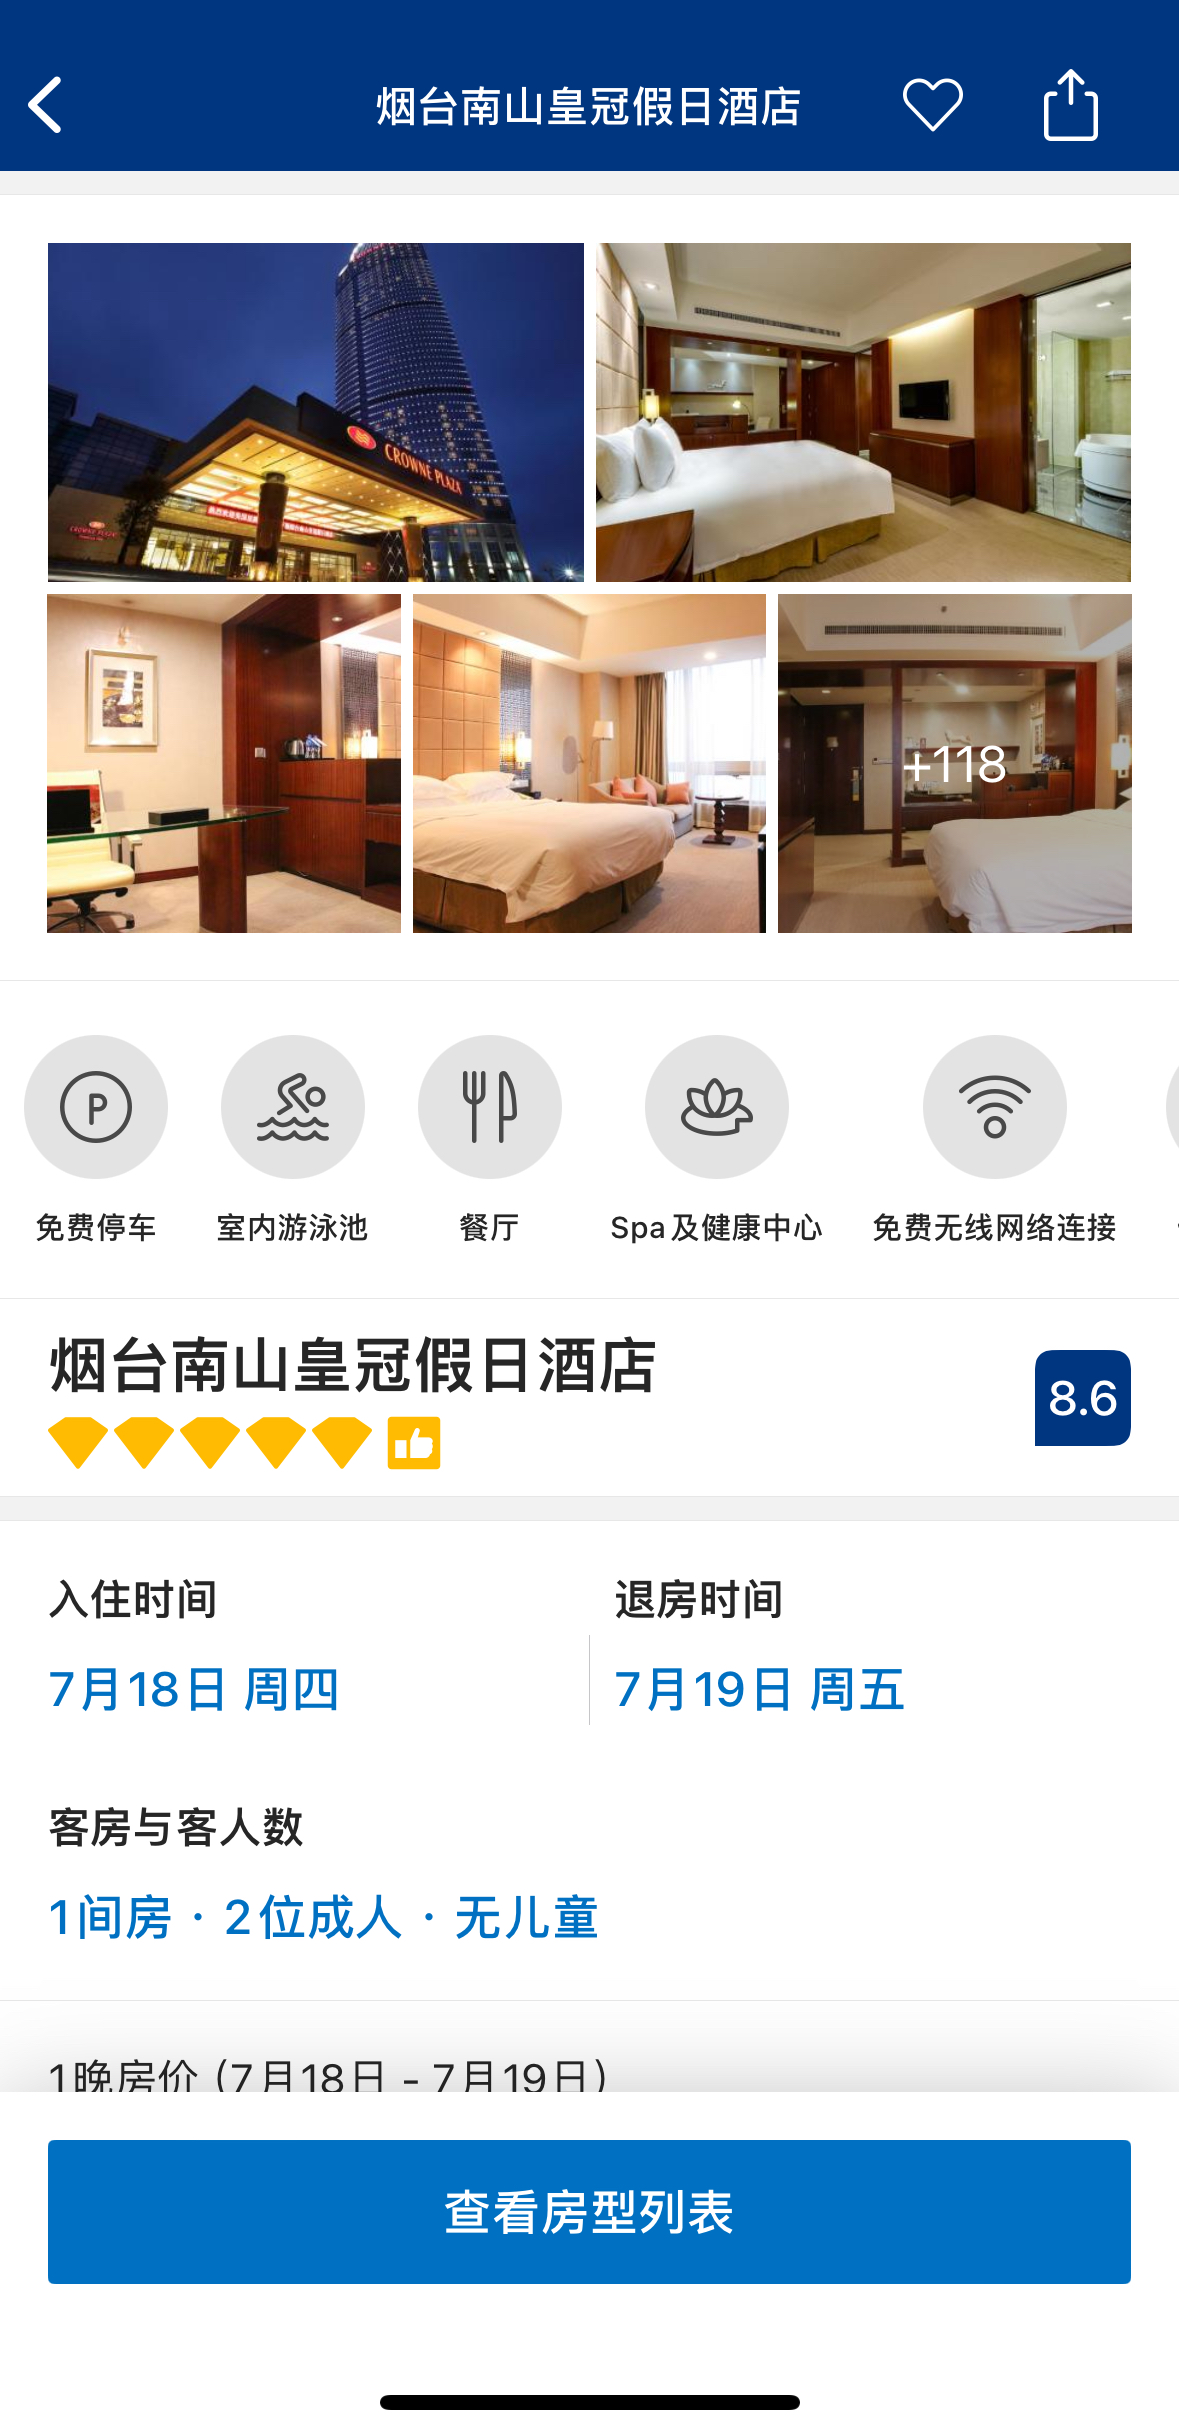 烟台南山皇冠假日酒店
CROWNE PLAZA
CROWNE PLAZA
+118
免费停车
室内游泳池
餐厅
Spa及健康中心
免费无线网络连接
烟台南山皇冠假日酒店
8.6
入住时间
退房时间
7月18日 周四
7月19日 周五
客房与客人数
1间房 · 2位成人 · 无儿童
1晚房价 (7月18日 - 7月19日)
查看房型列表